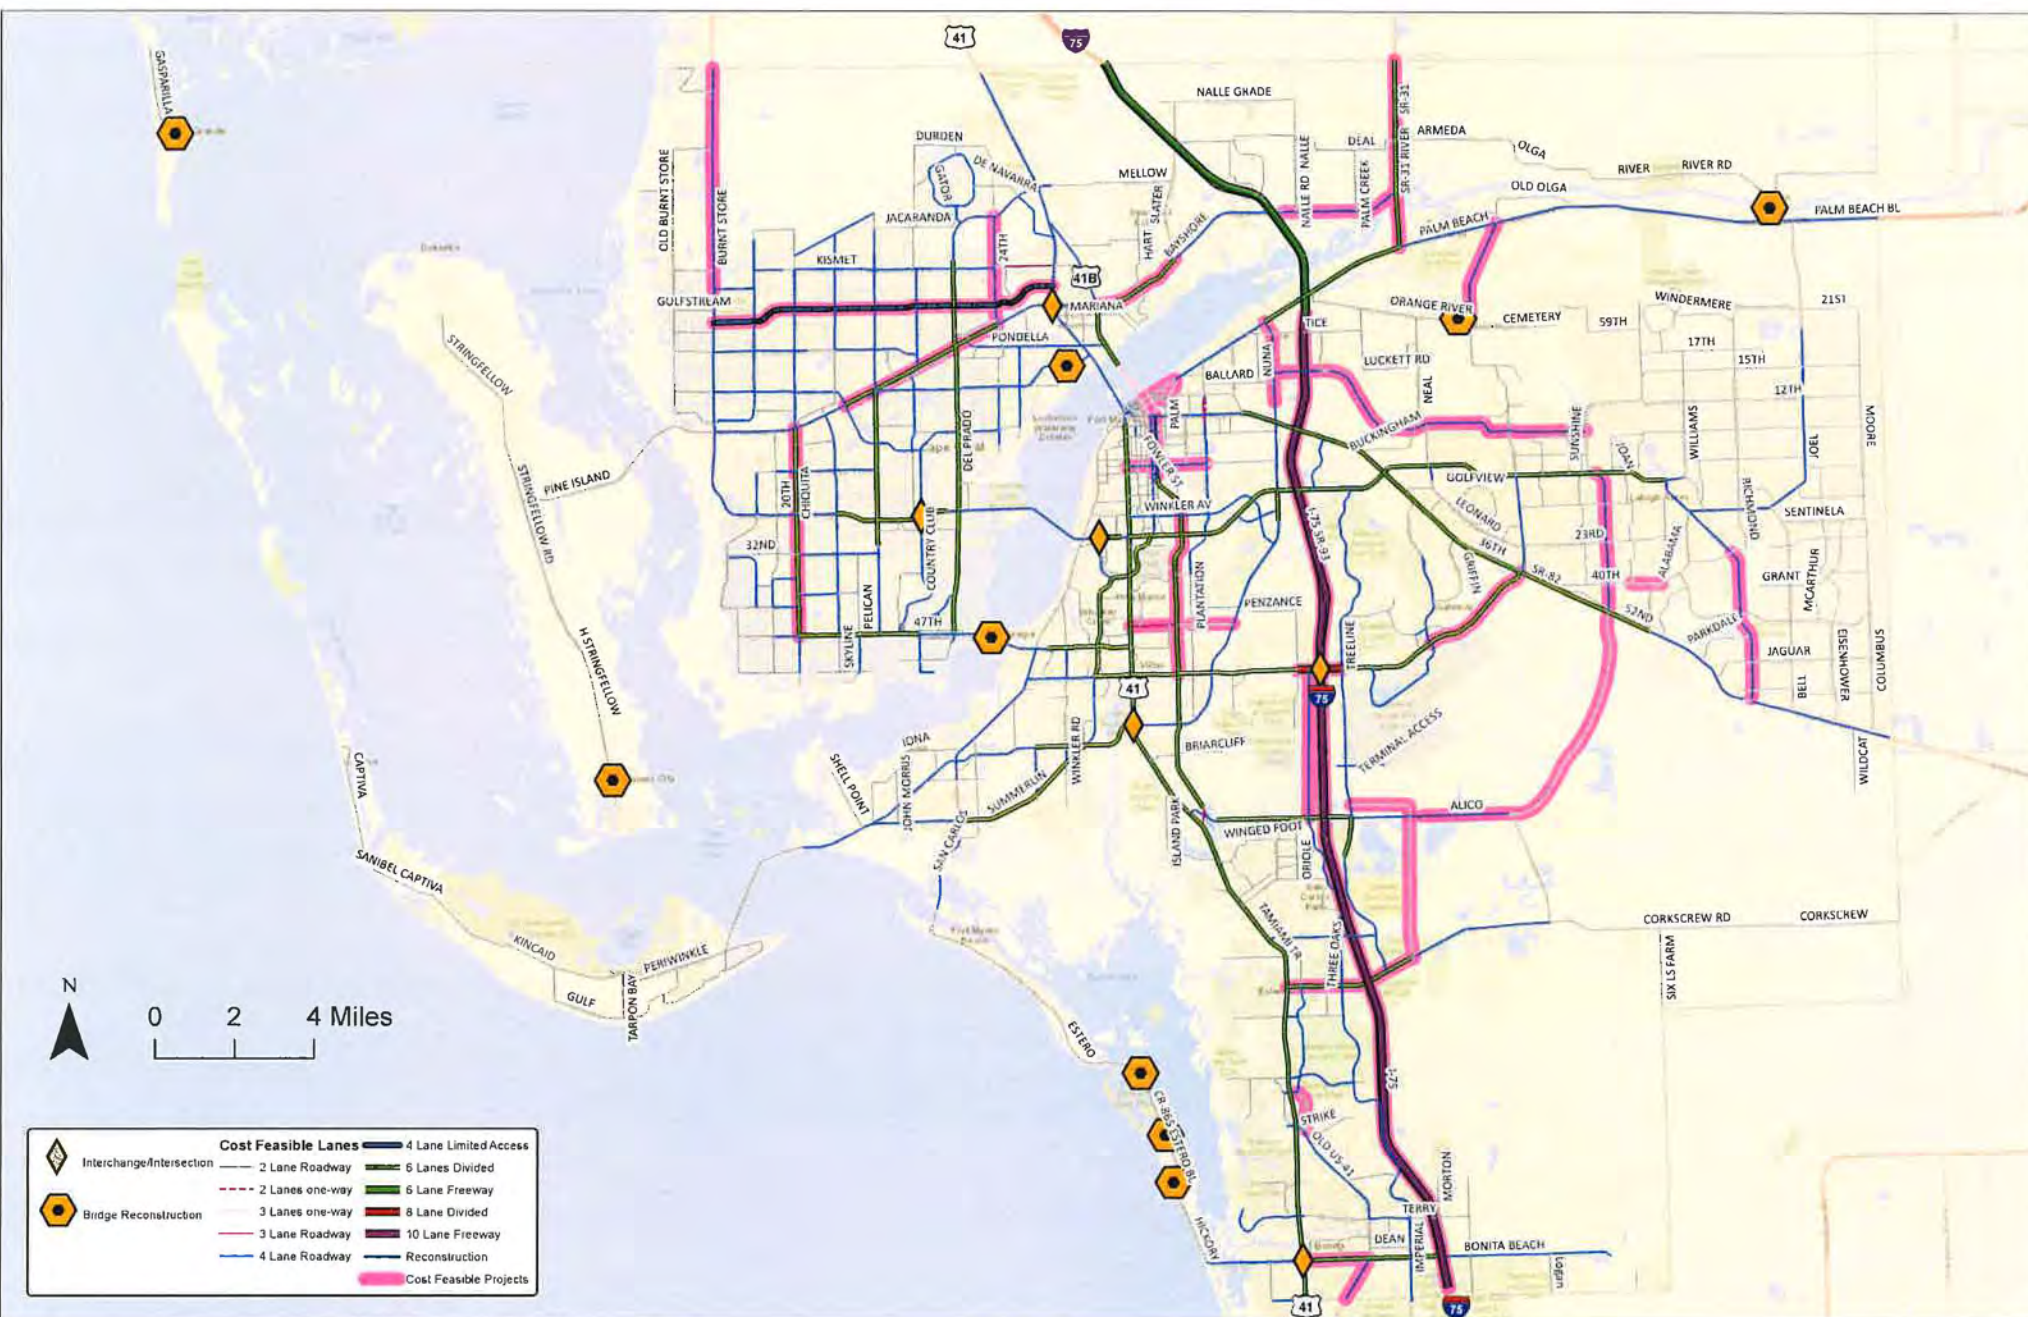 41
75
GASPARILLA
NALLE GRADE
SR-31
DURDEN
DE NAVARRA
GATOR
MELLOW
NALLE RD NALLE
DEAL
ARMEDA
OLGA
RIVER
RIVER RD
PALM CREEK
SR-31 RIVER
OLD OLGA
PALM BEACH BL
OLD BURNT STORE
BURNT STORE
JACARANDA
24TH
HART
SLATER
BAYSHORE
PALM BEACH
KISMET
41B
GULFSTREAM
MARIANA
ORANGE RIVER
CEMETERY
WINDERMERE
21ST
59TH
TICE
PONDELLA
NUNA
LUCKETT RD
17TH
15TH
BALLARD
NEAL
12TH
STRINGFELLOW
PALM
DEL PRADO
FOWLER ST
BUCKINGHAM
SUNSHINE
WILLIAMS
JOAN
JOEL
MOORE
PINE ISLAND
20TH
CHIQUITA
STRINGFELLOW RD
GOLFVIEW
WINKLER AV
LEONARD
RICHMOND
SENTINELA
COUNTRY CLUB
I-75 SR-93
36TH
23RD
ALABAMA
32ND
GRIFFIN
SR-82
40TH
GRANT
MCARTHUR
PELICAN
PLANTATION
PENZANCE
52ND
PARKDALE
47TH
SKYLINE
TREELINE
JAGUAR
BELL
EISENHOWER
COLUMBUS
H STRINGFELLOW
41
75
IONA
WINKLER RD
BRIARCLIFF
TERMINAL ACCESS
WILDCAT
CAPTIVA
SHELL POINT
JOHN MORRIS
SUMMERLIN
SAN CARLOS
ISLAND PARK
WINGED FOOT
ALICO
ORIOLE
SANIBEL CAPTIVA
TAMIAMI TR
THREE OAKS
CORKSCREW RD
CORKSCREW
KINCAID
PERIWINKLE
GULF
TARPON BAY
SIX LS FARM
N
0 2 4 Miles
ESTERO
I-75
CR-865 ESTERO BL
STRIKE
OLD US-41
MORTON
TERRY
HICKORY
DEAN
IMPERIAL
BONITA BEACH
Logan
41
75
Interchange/Intersection
Bridge Reconstruction
Cost Feasible Lanes
2 Lane Roadway
2 Lanes one-way
3 Lanes one-way
3 Lane Roadway
4 Lane Roadway
4 Lane Limited Access
6 Lanes Divided
6 Lane Freeway
8 Lane Divided
10 Lane Freeway
Reconstruction
Cost Feasible Projects